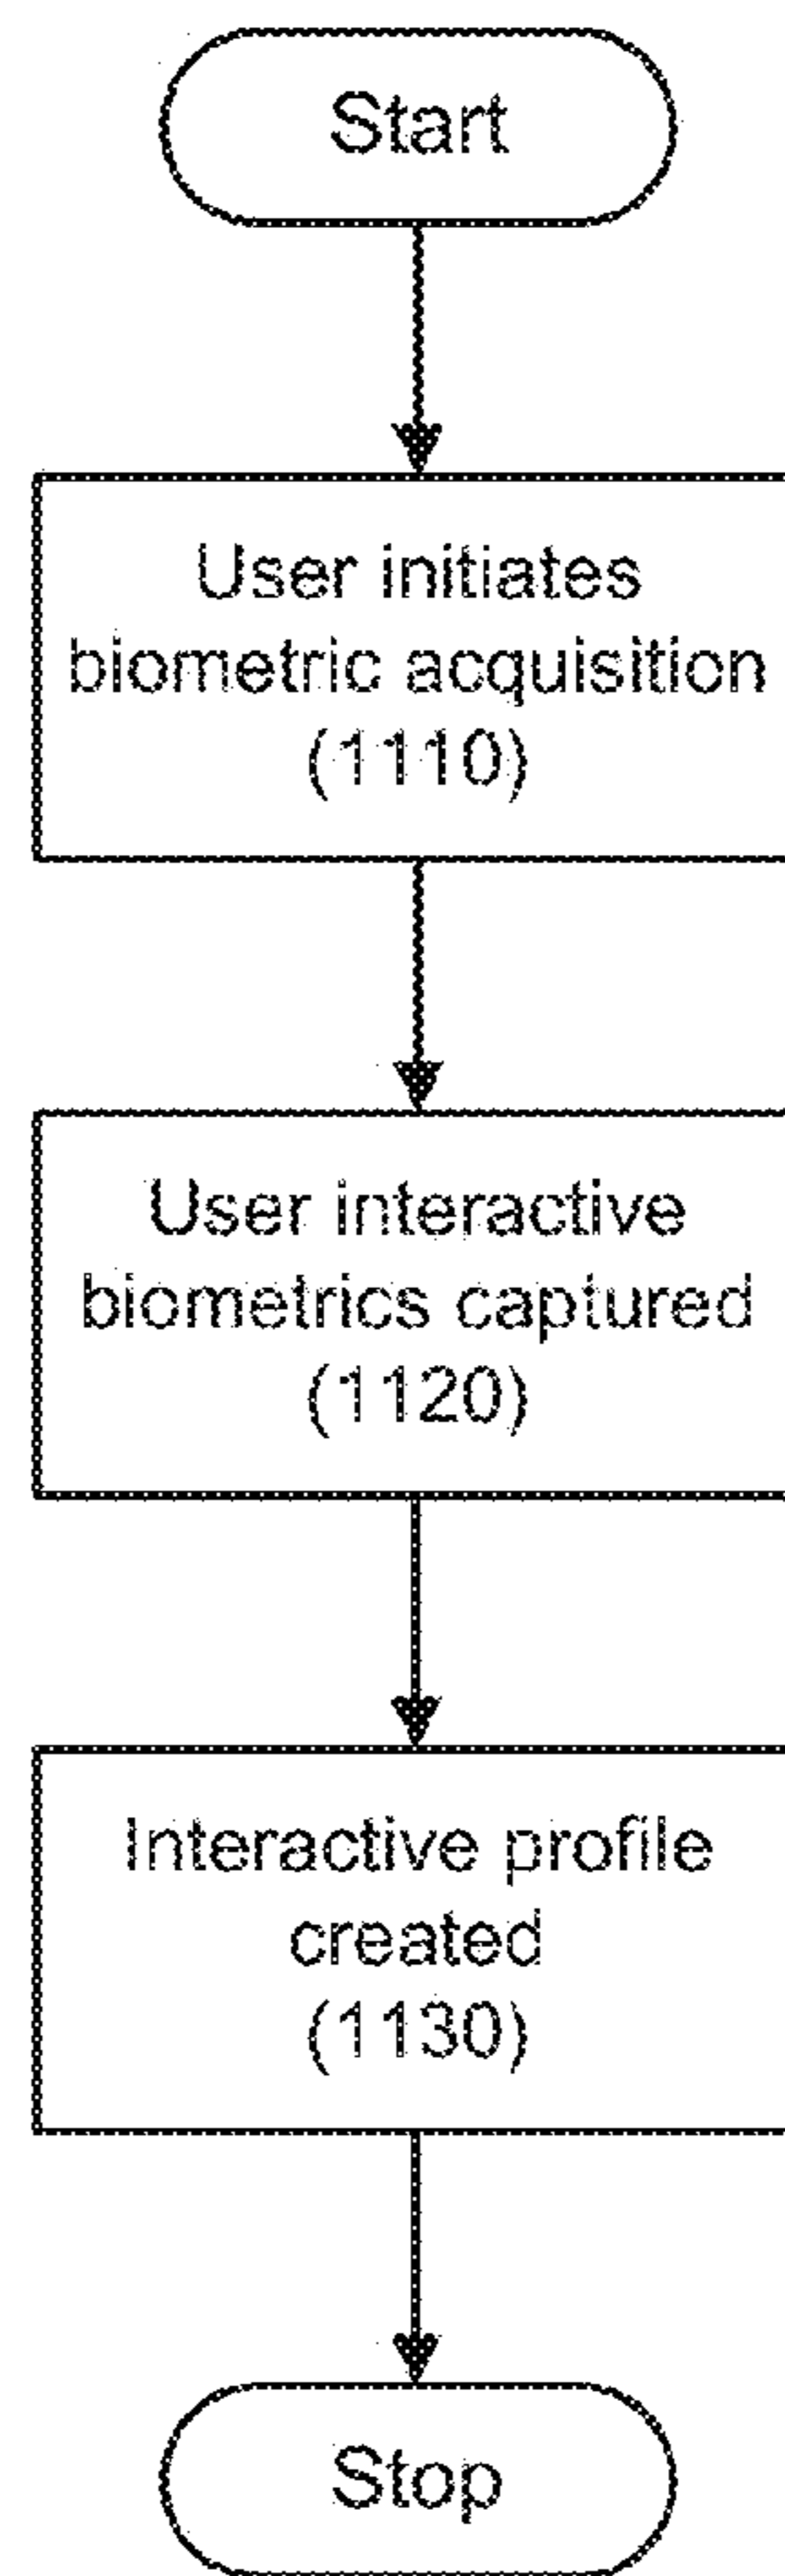 Start
User initiates
biometric acquisition
(1110)
User interactive
biometrics captured
(1120)
Interactive profile
created
(1130)
Stop